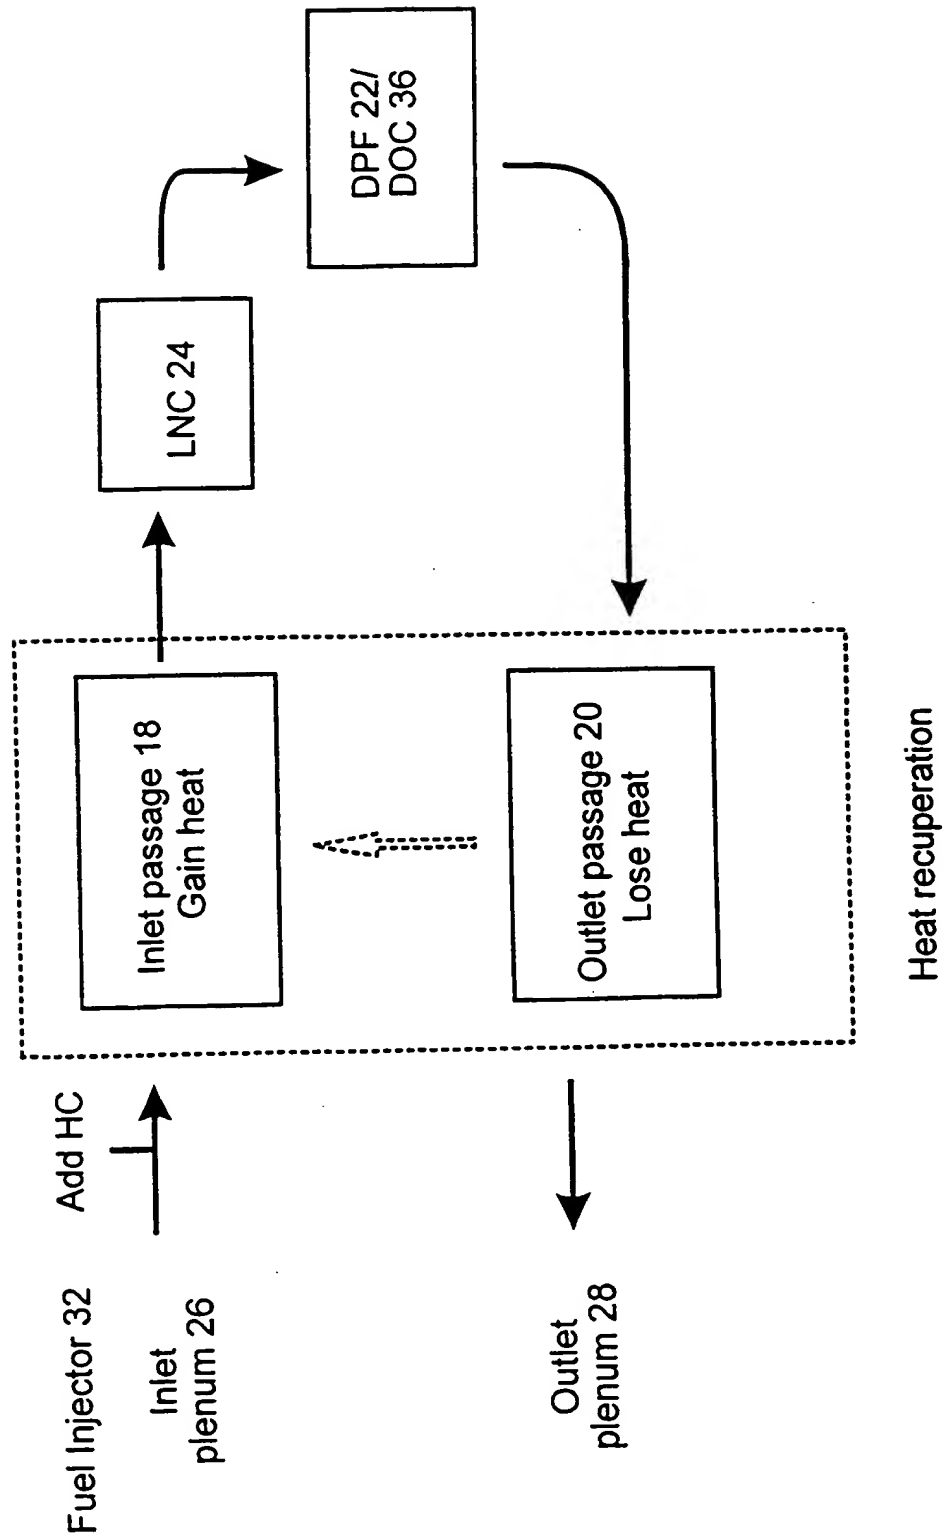 Fuel Injector 32
Add HC
Inlet
plenum 26
Inlet passage 18
Gain heat
LNC 24
DPF 22/
DOC 36
Outlet
plenum 28
Outlet passage 20
Lose heat
Heat recuperation